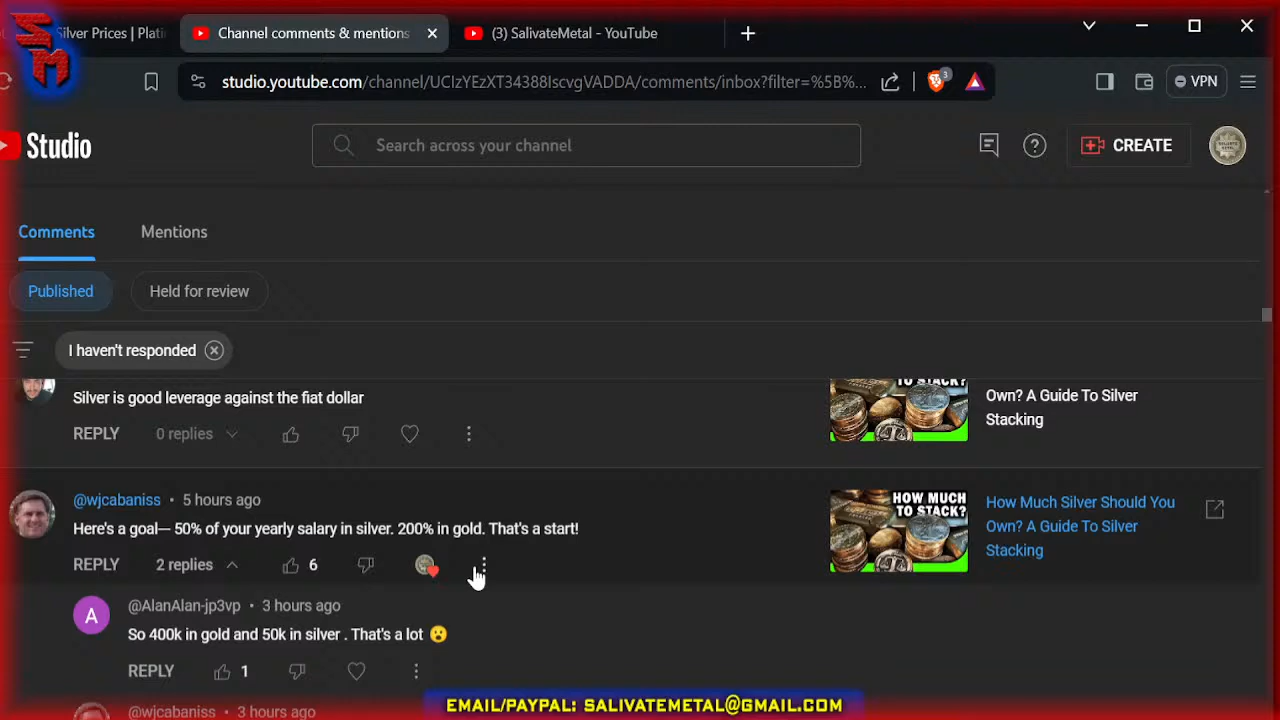 SM
Silver Prices | Plati
Channel comments & mentions
(3) SalivateMetal - YouTube
studio.youtube.com/channel/UCIzYEzXT34388IscvgVADDA/comments/inbox?filter=%5B%...
3
VPN
Studio
Search across your channel
CREATE
Comments
Mentions
Published
Held for review
I haven't responded
Silver is good leverage against the fiat dollar
REPLY
0 replies
TO STACK?
Own? A Guide To Silver
Stacking
@wjcabaniss • 5 hours ago
Here's a goal— 50% of your yearly salary in silver. 200% in gold. That's a start!
REPLY
2 replies
6
HOW MUCH
TO STACK?
How Much Silver Should You
Own? A Guide To Silver
Stacking
A
@AlanAlan-jp3vp • 3 hours ago
So 400k in gold and 50k in silver . That's a lot 😮
REPLY
1
@wjcabaniss • 3 hours ago
EMAIL/PAYPAL: SALIVATEMETAL@GMAIL.COM